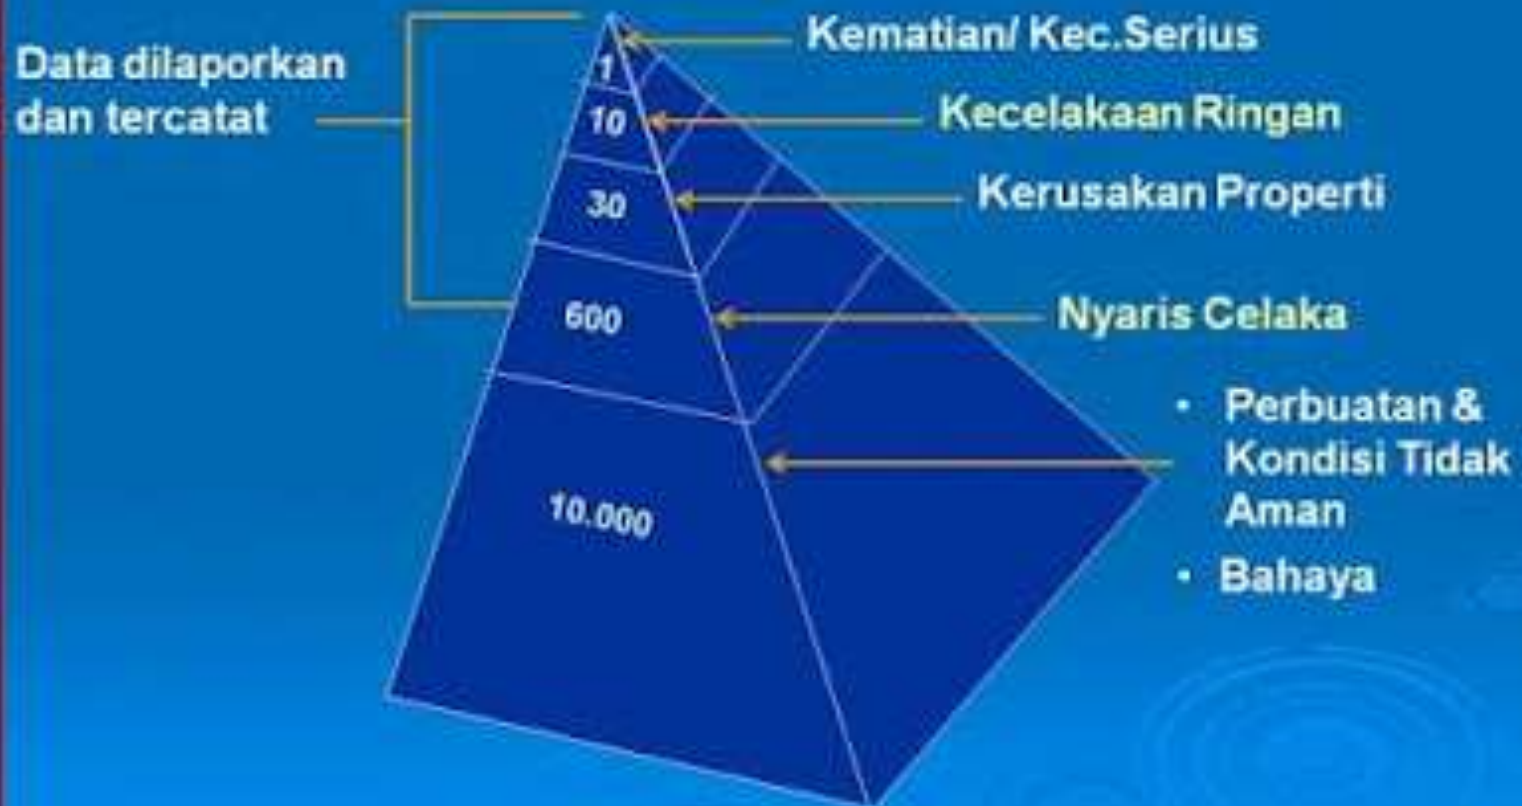 Data dilaporkan
dan tercatat
Kematian/ Kec.Serius
1
10
Kecelakaan Ringan
30
Kerusakan Properti
600
Nyaris Celaka
10.000
• Perbuatan &
Kondisi Tidak
Aman
• Bahaya